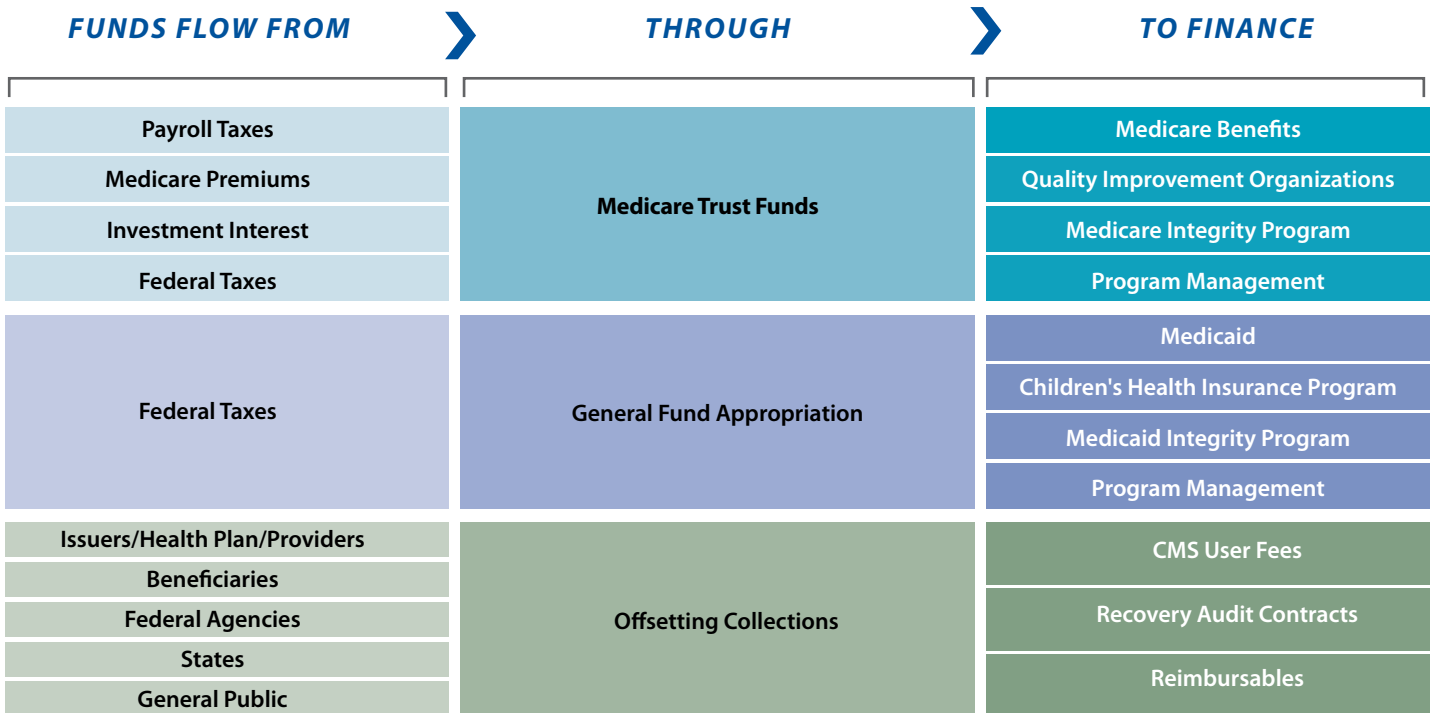 FUNDS FLOW FROM
THROUGH
TO FINANCE
Payroll Taxes
Medicare Premiums
Investment Interest
Federal Taxes
Medicare Trust Funds
Medicare Benefits
Quality Improvement Organizations
Medicare Integrity Program
Program Management
Federal Taxes
General Fund Appropriation
Medicaid
Children's Health Insurance Program
Medicaid Integrity Program
Program Management
Issuers/Health Plan/Providers
Beneficiaries
Federal Agencies
States
General Public
Offsetting Collections
CMS User Fees
Recovery Audit Contracts
Reimbursables